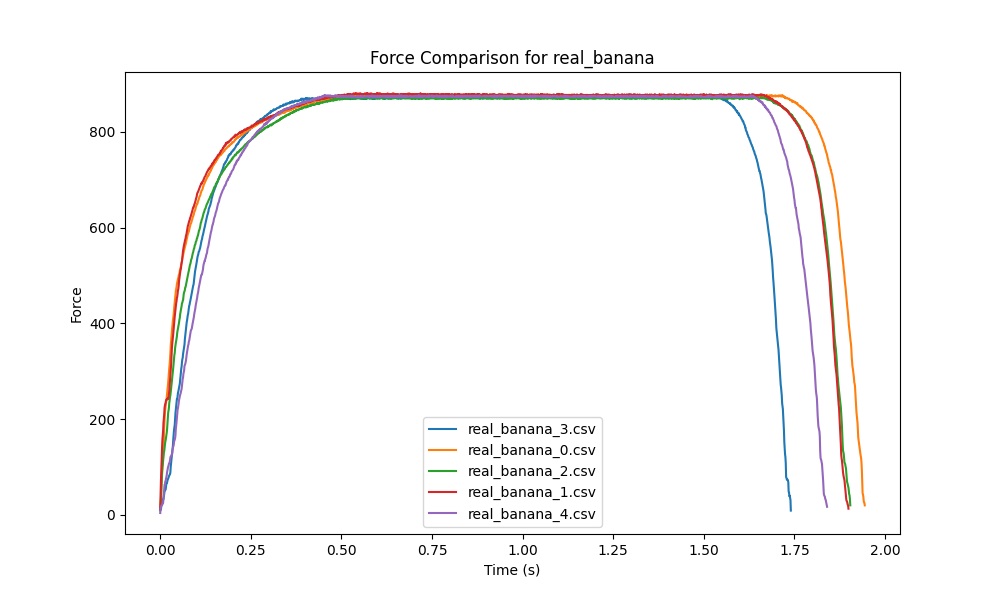 Force Comparison for real_banana
Force
800
600
400
200
0
real_banana_3.csv
real_banana_0.csv
real_banana_2.csv
real_banana_1.csv
real_banana_4.csv
0.00 0.25 0.50 0.75 1.00 1.25 1.50 1.75 2.00
Time (s)